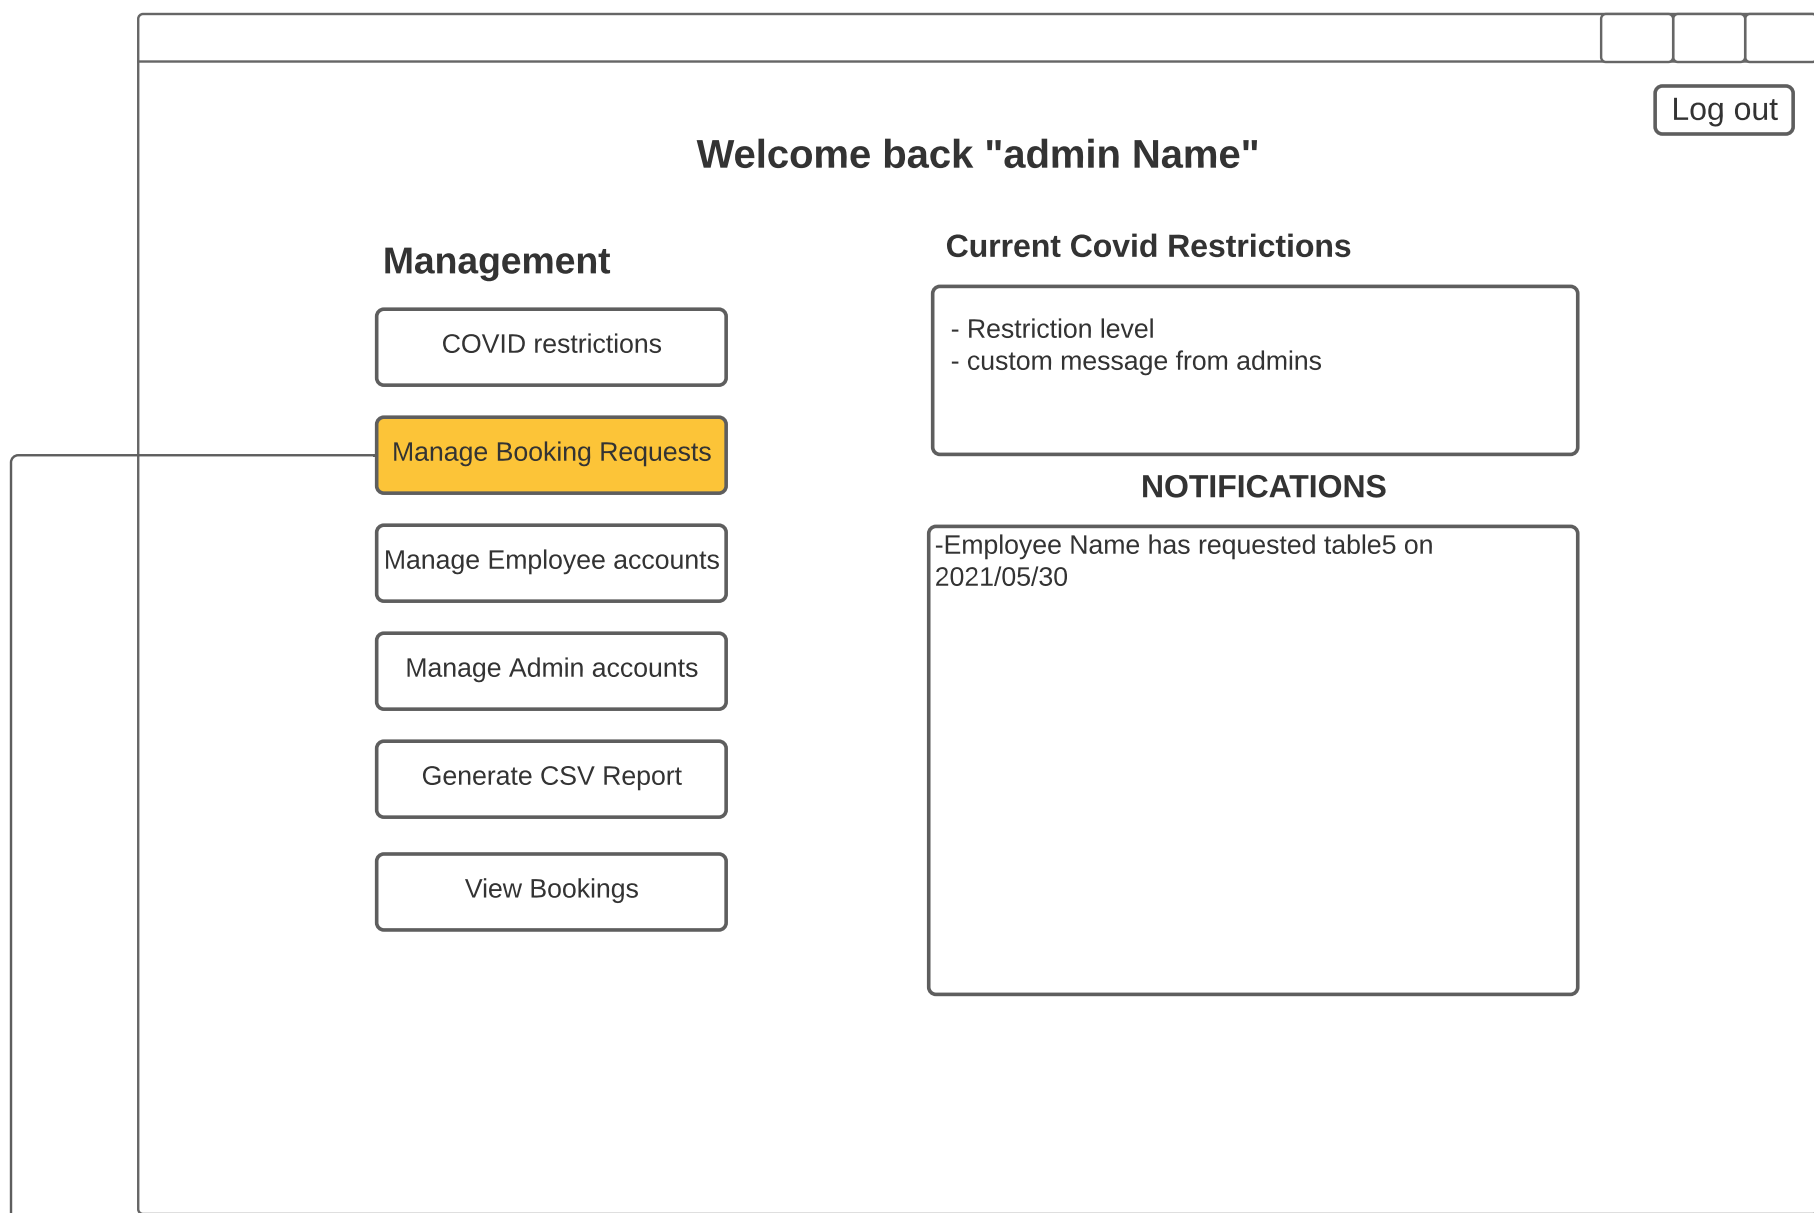 Log out
Welcome back "admin Name"
Management
COVID restrictions
Manage Booking Requests
Manage Employee accounts
Manage Admin accounts
Generate CSV Report
View Bookings
Current Covid Restrictions
- Restriction level
- custom message from admins
NOTIFICATIONS
-Employee Name has requested table5 on
2021/05/30